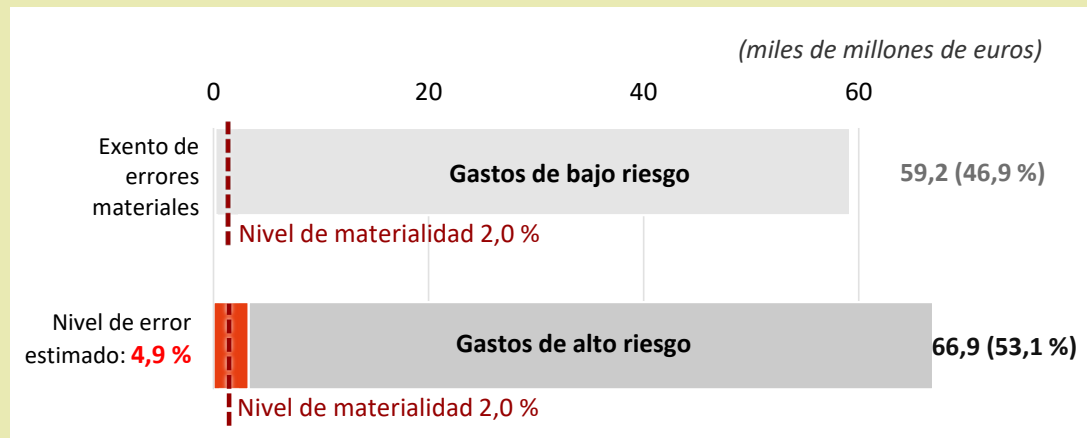 (miles de millones de euros)
0 20 40 60
Exento de
errores
materiales
Gastos de bajo riesgo
59,2 (46,9 %)
Nivel de materialidad 2,0 %
Nivel de error
estimado: 4,9 %
Gastos de alto riesgo
66,9 (53,1 %)
Nivel de materialidad 2,0 %